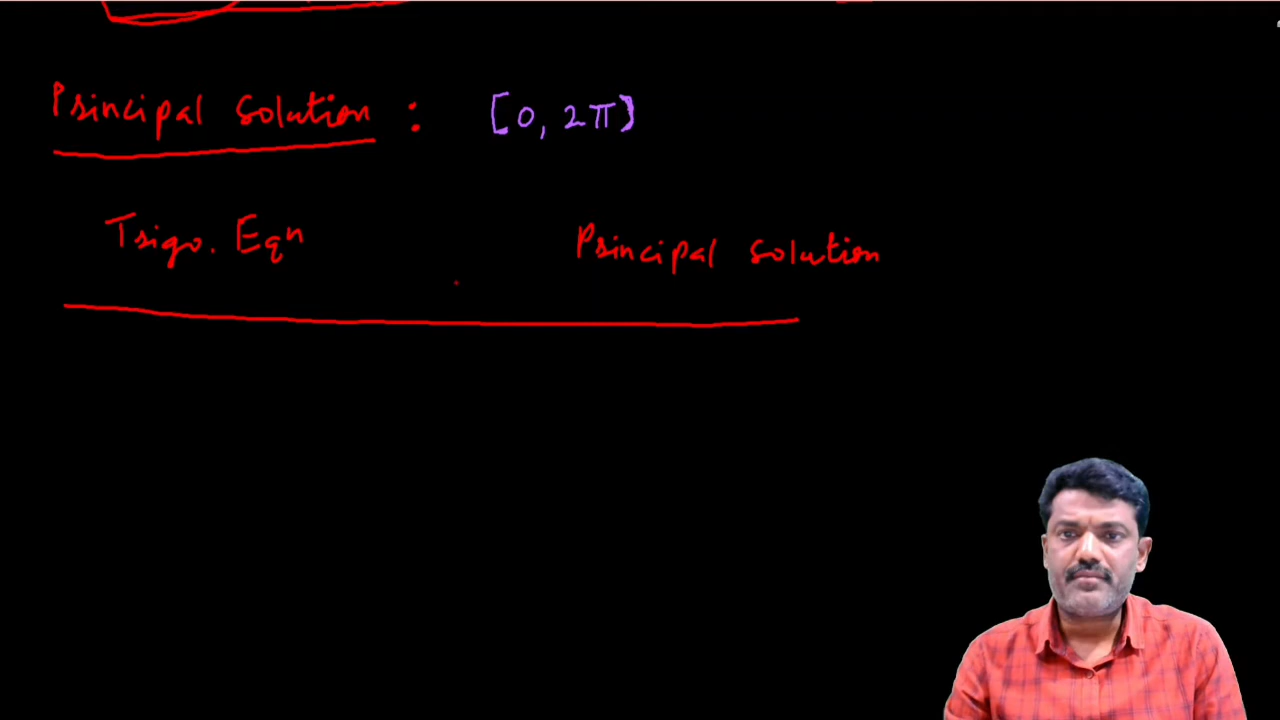 Principal Solution : [0, 2π)
Trigo. Eqn Principal Solution